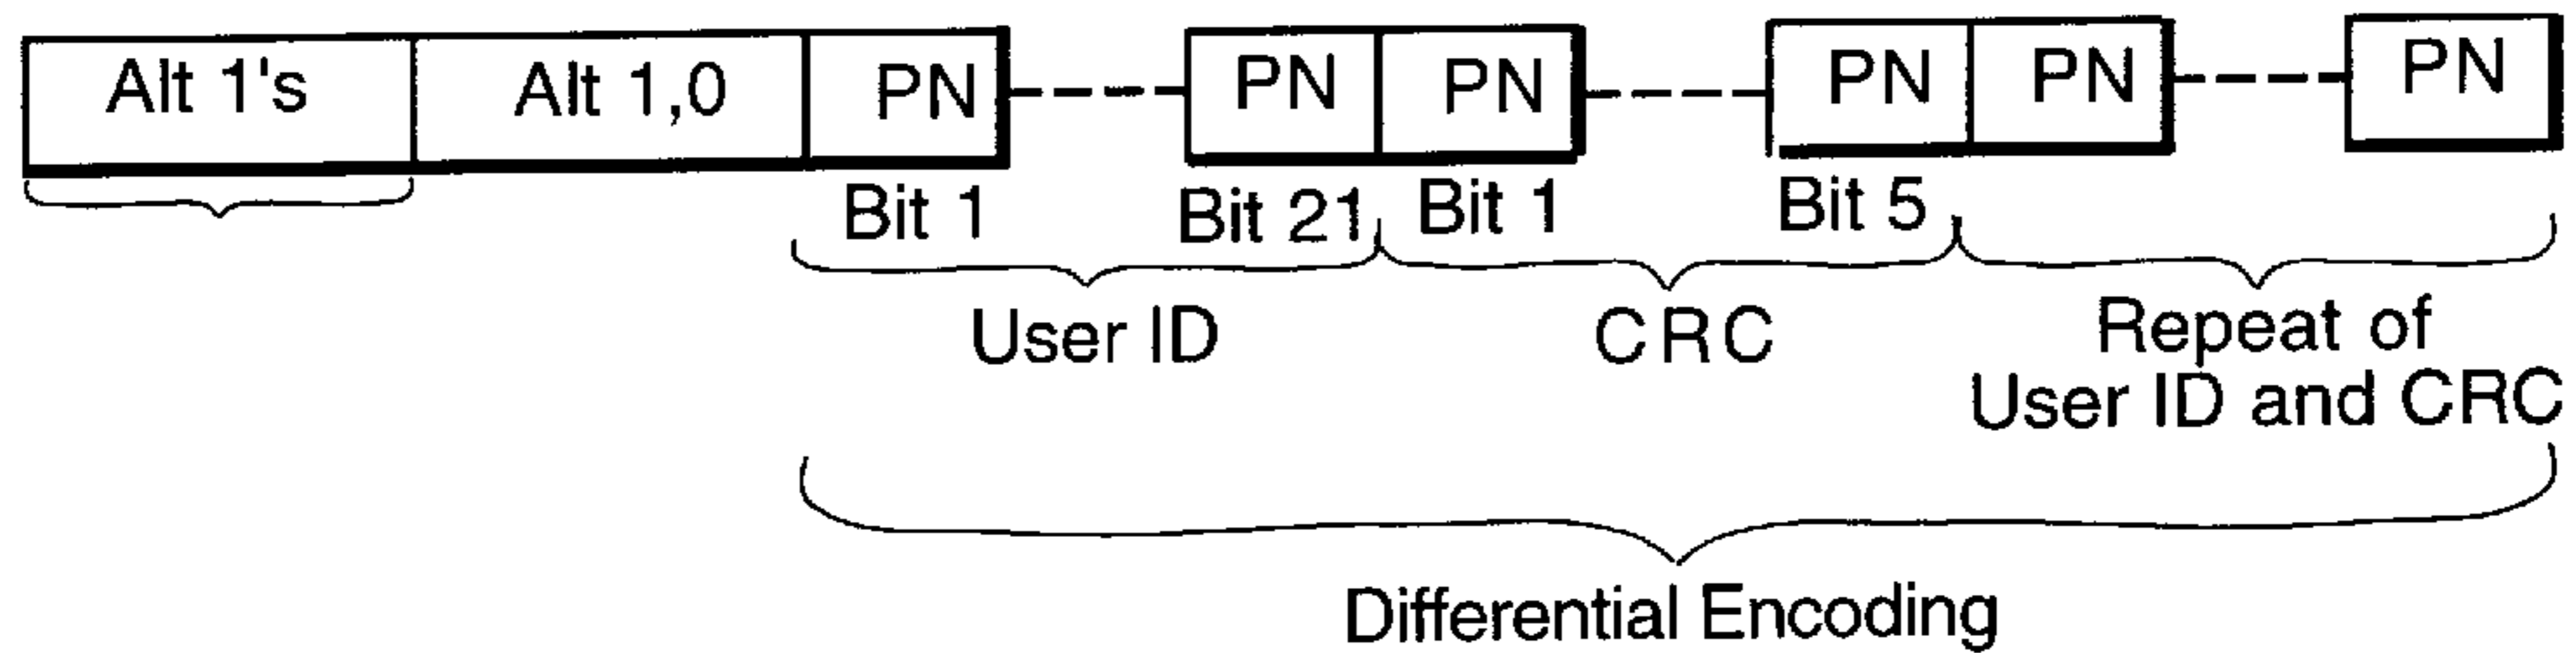 Alt 1's Alt 1,0 PN PN PN PN PN PN
Bit 1 Bit 21 Bit 1 Bit 5
User ID CRC Repeat of
User ID and CRC
Differential Encoding